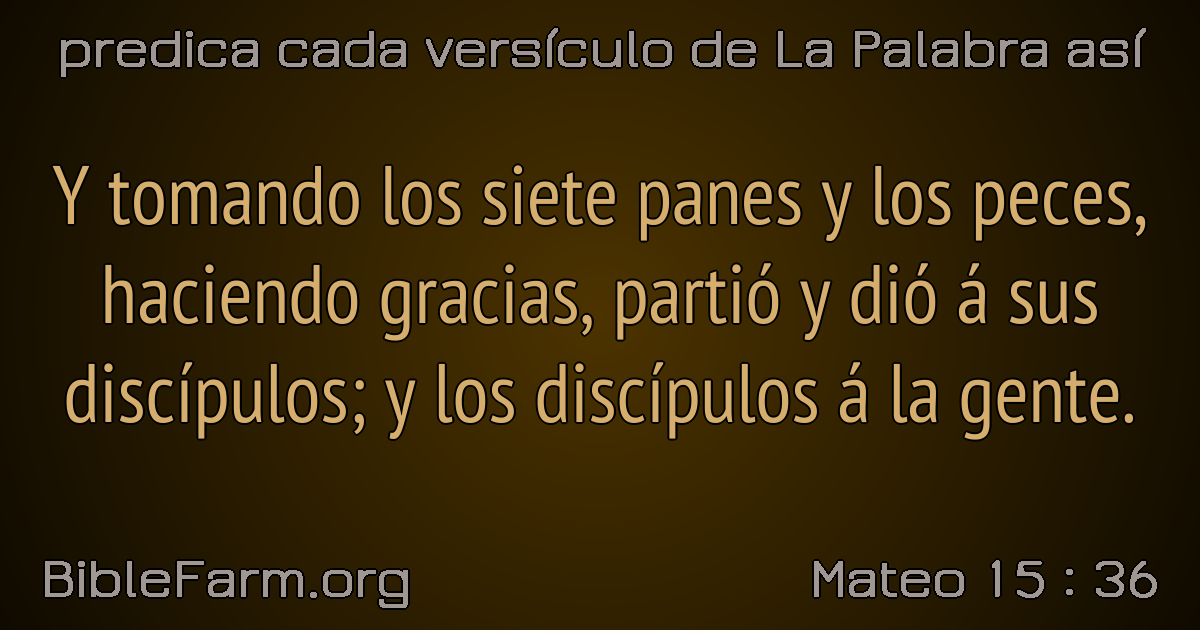 predica cada versículo de La Palabra así
Y tomando los siete panes y los peces,
haciendo gracias, partió y dió á sus
discípulos; y los discípulos á la gente.
BibleFarm.org
Mateo 15 : 36